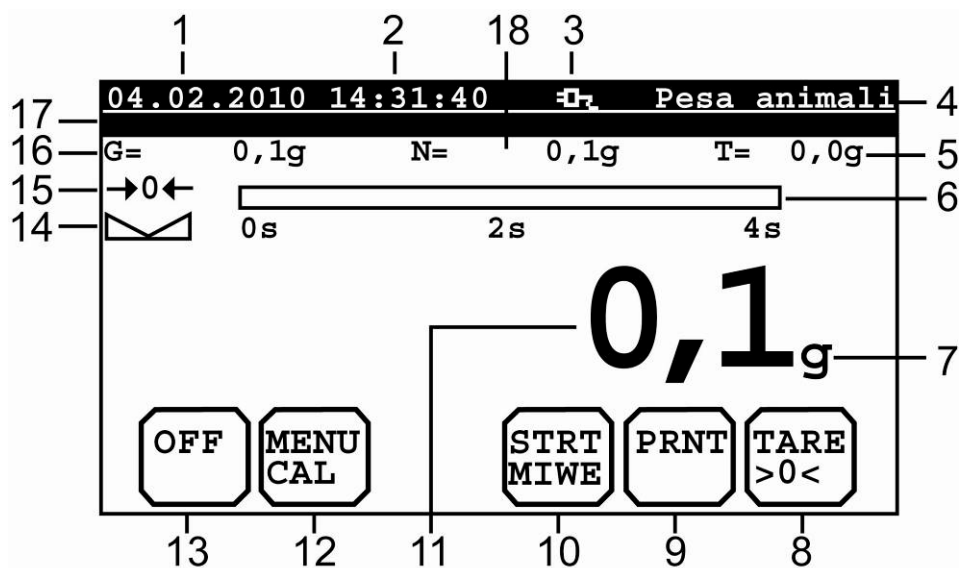 1 2 18 3
04.02.2010 14:31:40 Pesa animali 4
17
16 G= 0,1g N= 0,1g T= 0,0g 5
15 →0← 6
14 0s 2s 4s
0,1g 7
OFF MENU STRT PRNT TARE
CAL MIWE >0<
13 12 11 10 9 8